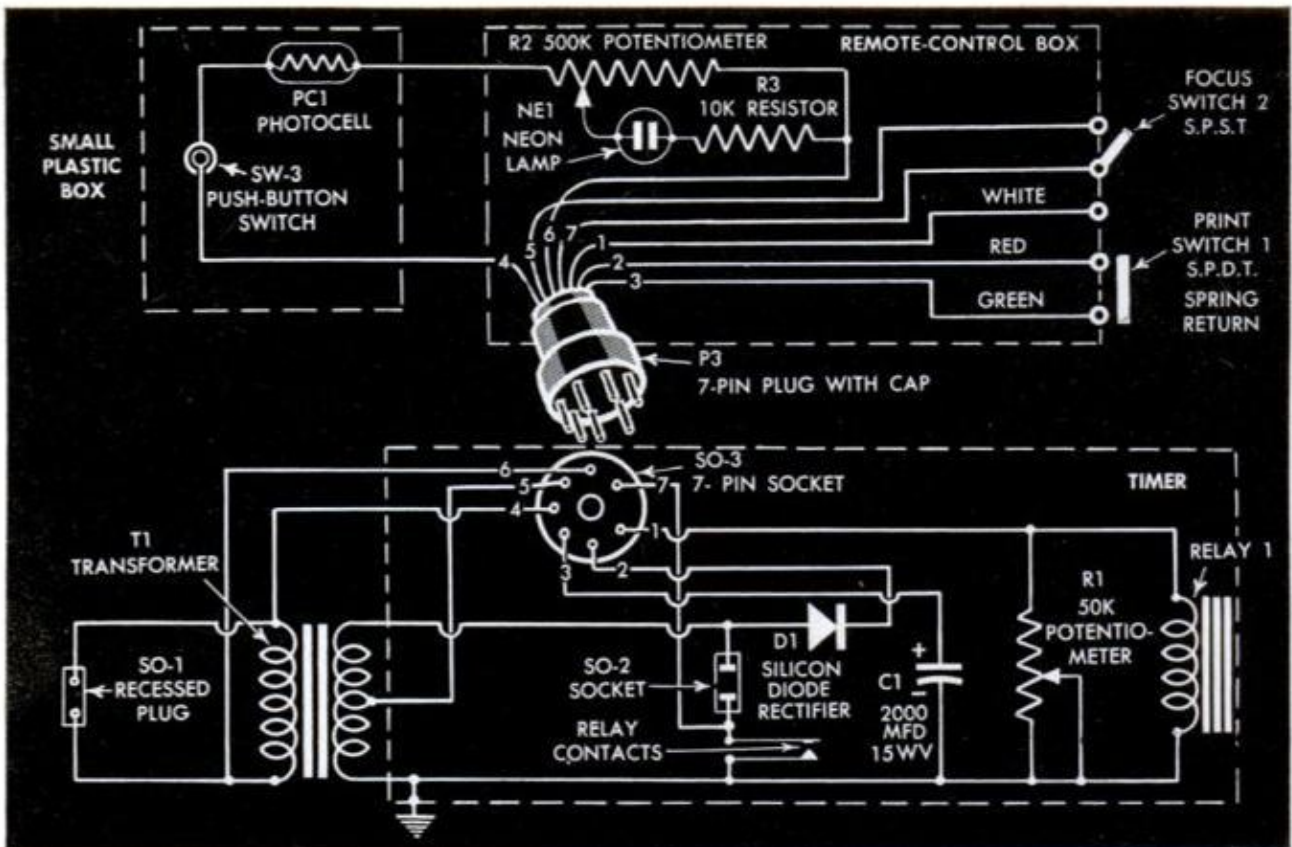 R2 500K POTENTIOMETER
REMOTE-CONTROL BOX
PC1
PHOTOCELL
R3
10K RESISTOR
NE1
NEON
LAMP
FOCUS
SWITCH 2
S.P.S.T.
SMALL
PLASTIC
BOX
SW-3
PUSH-BUTTON
SWITCH
WHITE
RED
GREEN
PRINT
SWITCH 1
S.P.D.T.
SPRING
RETURN
4
5
6
7
1
2
3
P3
7-PIN PLUG WITH CAP
SO-3
7- PIN SOCKET
TIMER
6
5
4
3
2
1
7
T1
TRANSFORMER
SO-1
RECESSED
PLUG
SO-2
SOCKET
RELAY
CONTACTS
D1
SILICON
DIODE
RECTIFIER
+
C1
–
2000
MFD
15WV
R1
50K
POTENTIO-
METER
RELAY 1